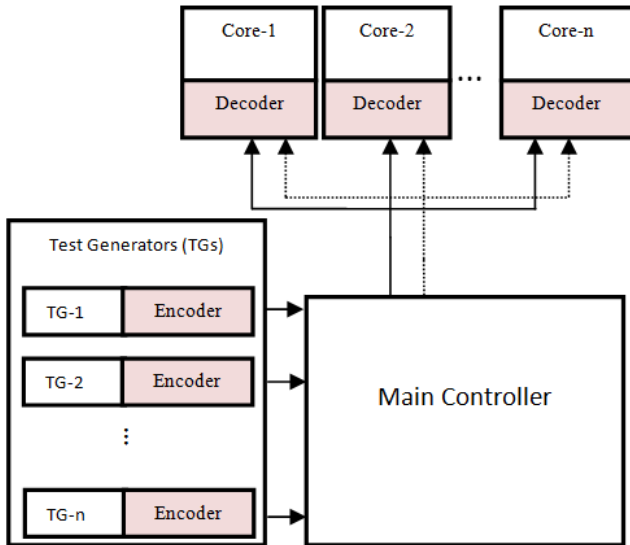 Core-1 Core-2 Core-n
...
Decoder Decoder Decoder
Test Generators (TGs)
TG-1 Encoder
TG-2 Encoder
Main Controller
...
TG-n Encoder